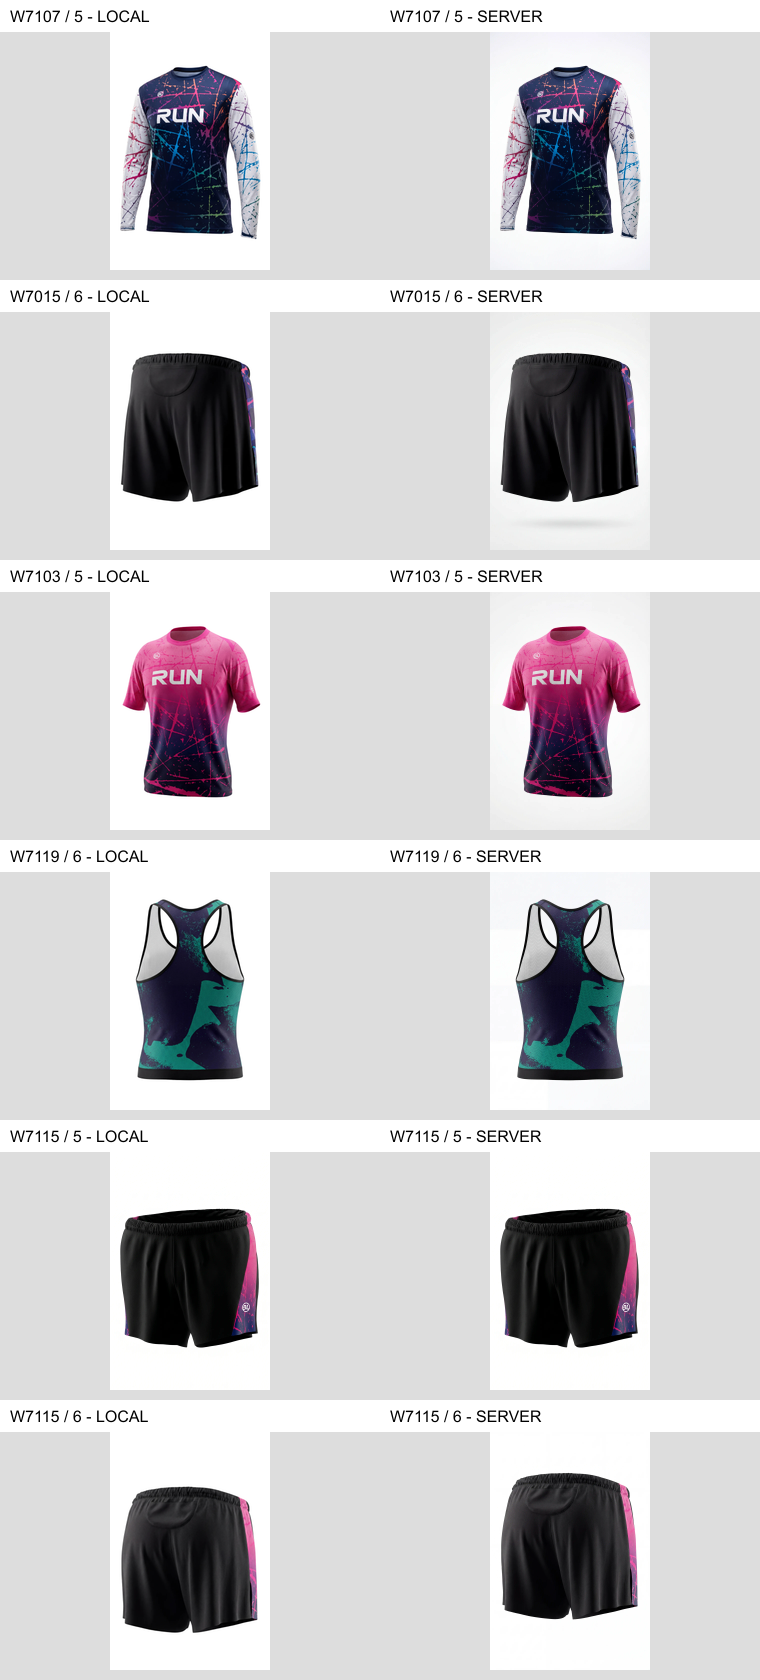 W7107 / 5 - LOCAL
W7107 / 5 - SERVER
RUN
RUN
W7015 / 6 - LOCAL
W7015 / 6 - SERVER
W7103 / 5 - LOCAL
W7103 / 5 - SERVER
RUN
RUN
W7119 / 6 - LOCAL
W7119 / 6 - SERVER
W7115 / 5 - LOCAL
W7115 / 5 - SERVER
W7115 / 6 - LOCAL
W7115 / 6 - SERVER